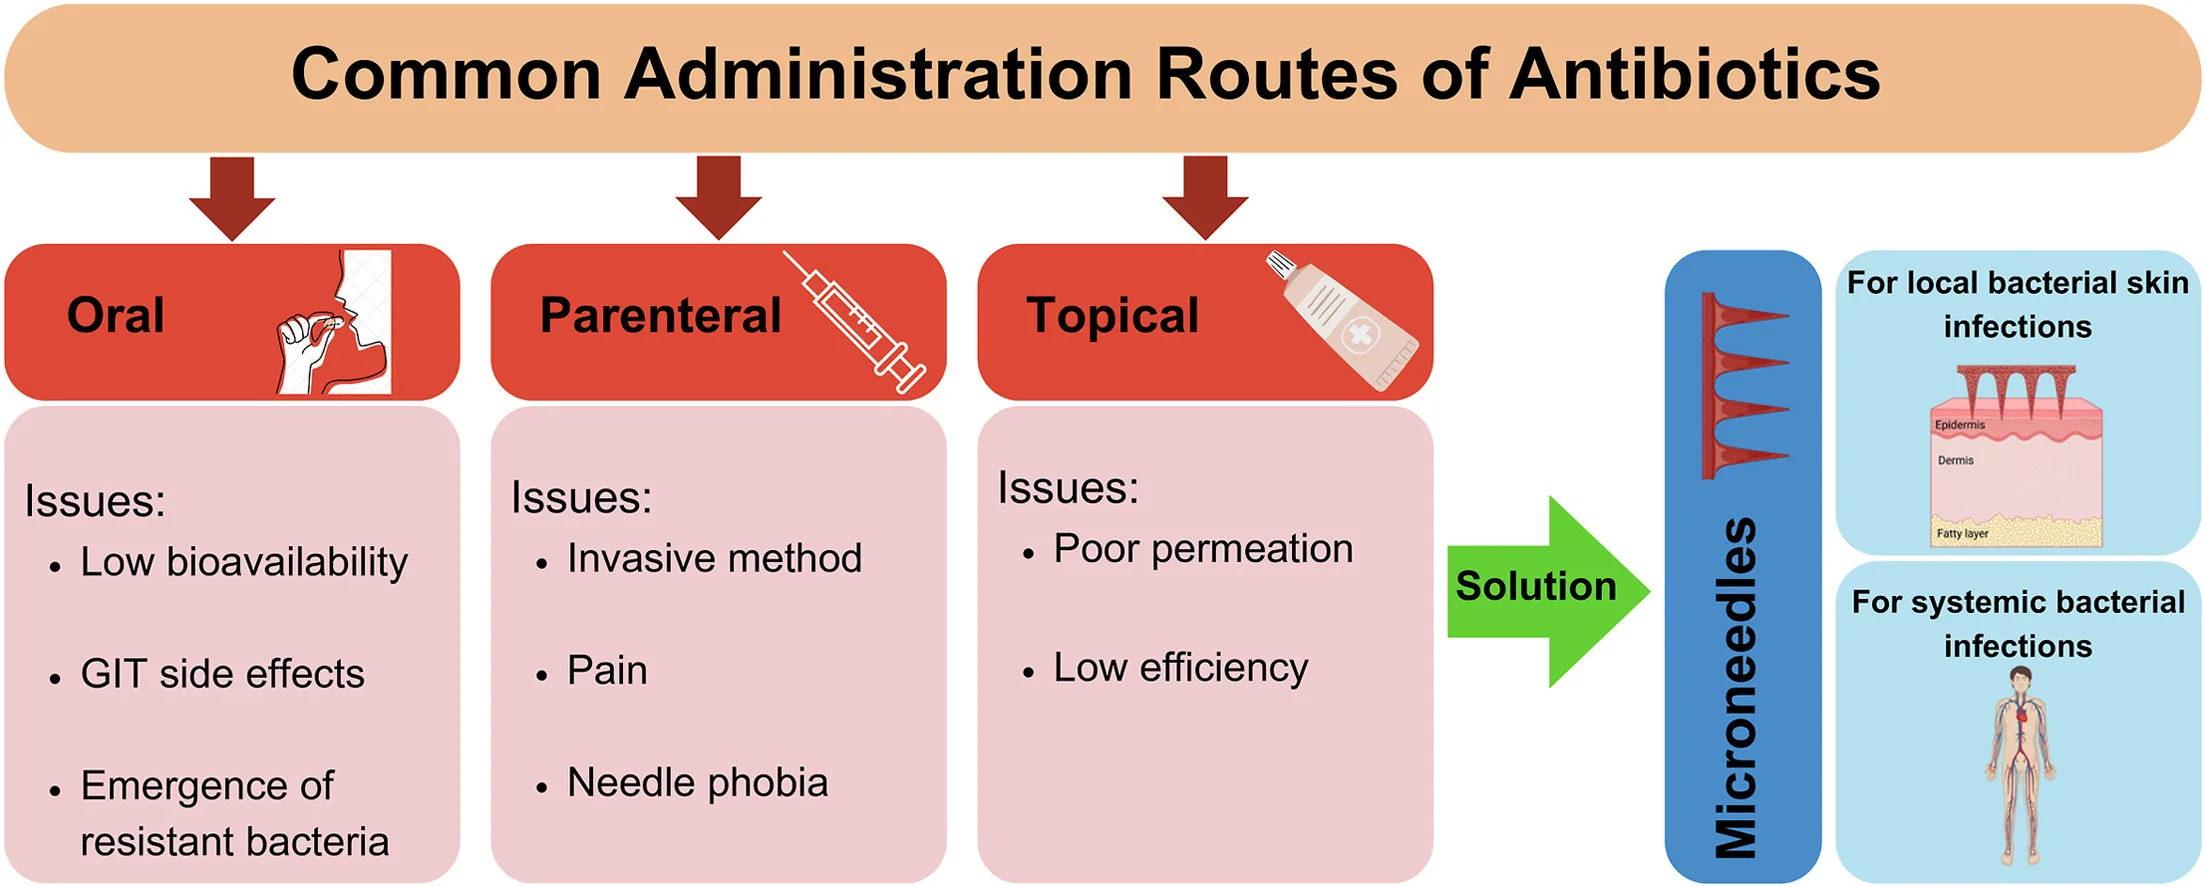 Common Administration Routes of Antibiotics
Oral
Issues:
• Low bioavailability
• GIT side effects
• Emergence of
resistant bacteria
Parenteral
Issues:
• Invasive method
• Pain
• Needle phobia
Topical
Issues:
• Poor permeation
• Low efficiency
Solution
Microneedles
For local bacterial skin
infections
Epidermis
Dermis
Fatty layer
For systemic bacterial
infections